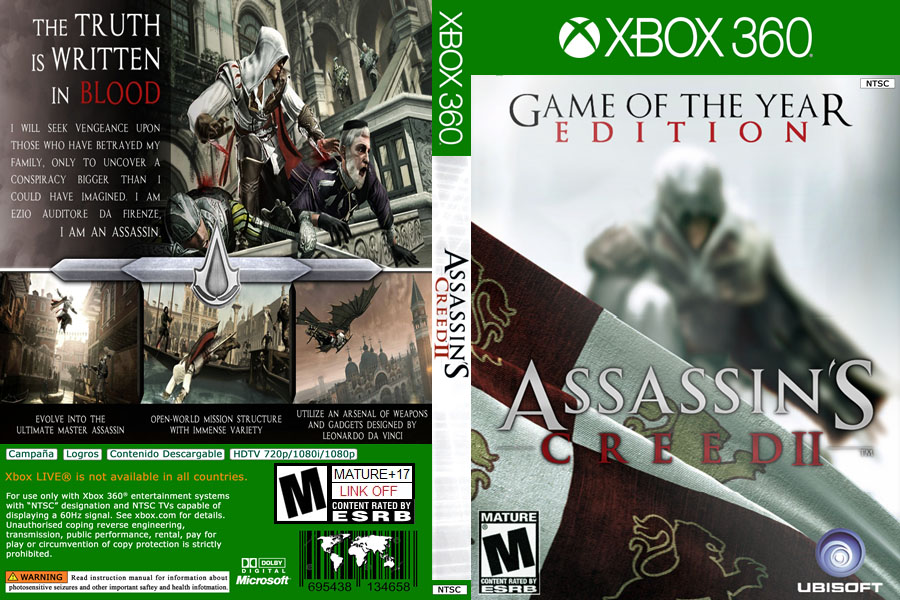 THE TRUTH
IS WRITTEN
IN BLOOD
I WILL SEEK VENGEANCE UPON
THOSE WHO HAVE BETRAYED MY
FAMILY, ONLY TO UNCOVER A
CONSPIRACY BIGGER THAN I
COULD HAVE IMAGINED. I AM
EZIO AUDITORE DA FIRENZE,
I AM AN ASSASSIN.
EVOLVE INTO THE
ULTIMATE MASTER ASSASSIN
OPEN-WORLD MISSION STRUCTURE
WITH IMMENSE VARIETY
UTILIZE AN ARSENAL OF WEAPONS
AND GADGETS DESIGNED BY
LEONARDO DA VINCI
Campaña Logros Contenido Descargable HDTV 720p/1080i/1080p
Xbox LIVE® is not available in all countries.
For use only with Xbox 360® entertainment systems
with "NTSC" designation and NTSC TVs capable of
displaying a 60Hz signal. See xbox.com for details.
Unauthorised coping reverse engineering,
transmission, public performance, rental, pay for
play or circumvention of copy protection is strictly
prohibited.
WARNING Read instruction manual for information about
photosensitive seizures and other important saftey and health infotmation.
M
MATURE+17
LINK OFF
CONTENT RATED BY
ESRB
DOLBY
DIGITAL
Microsoft®
695438 134658
XBOX 360.
ASSASSIN'S
CREED II
NTSC
XBOX 360.
NTSC
GAME OF THE YEAR
EDITION
ASSASSIN'S
CREED II™
MATURE
M
CONTENT RATED BY
ESRB
UBISOFT